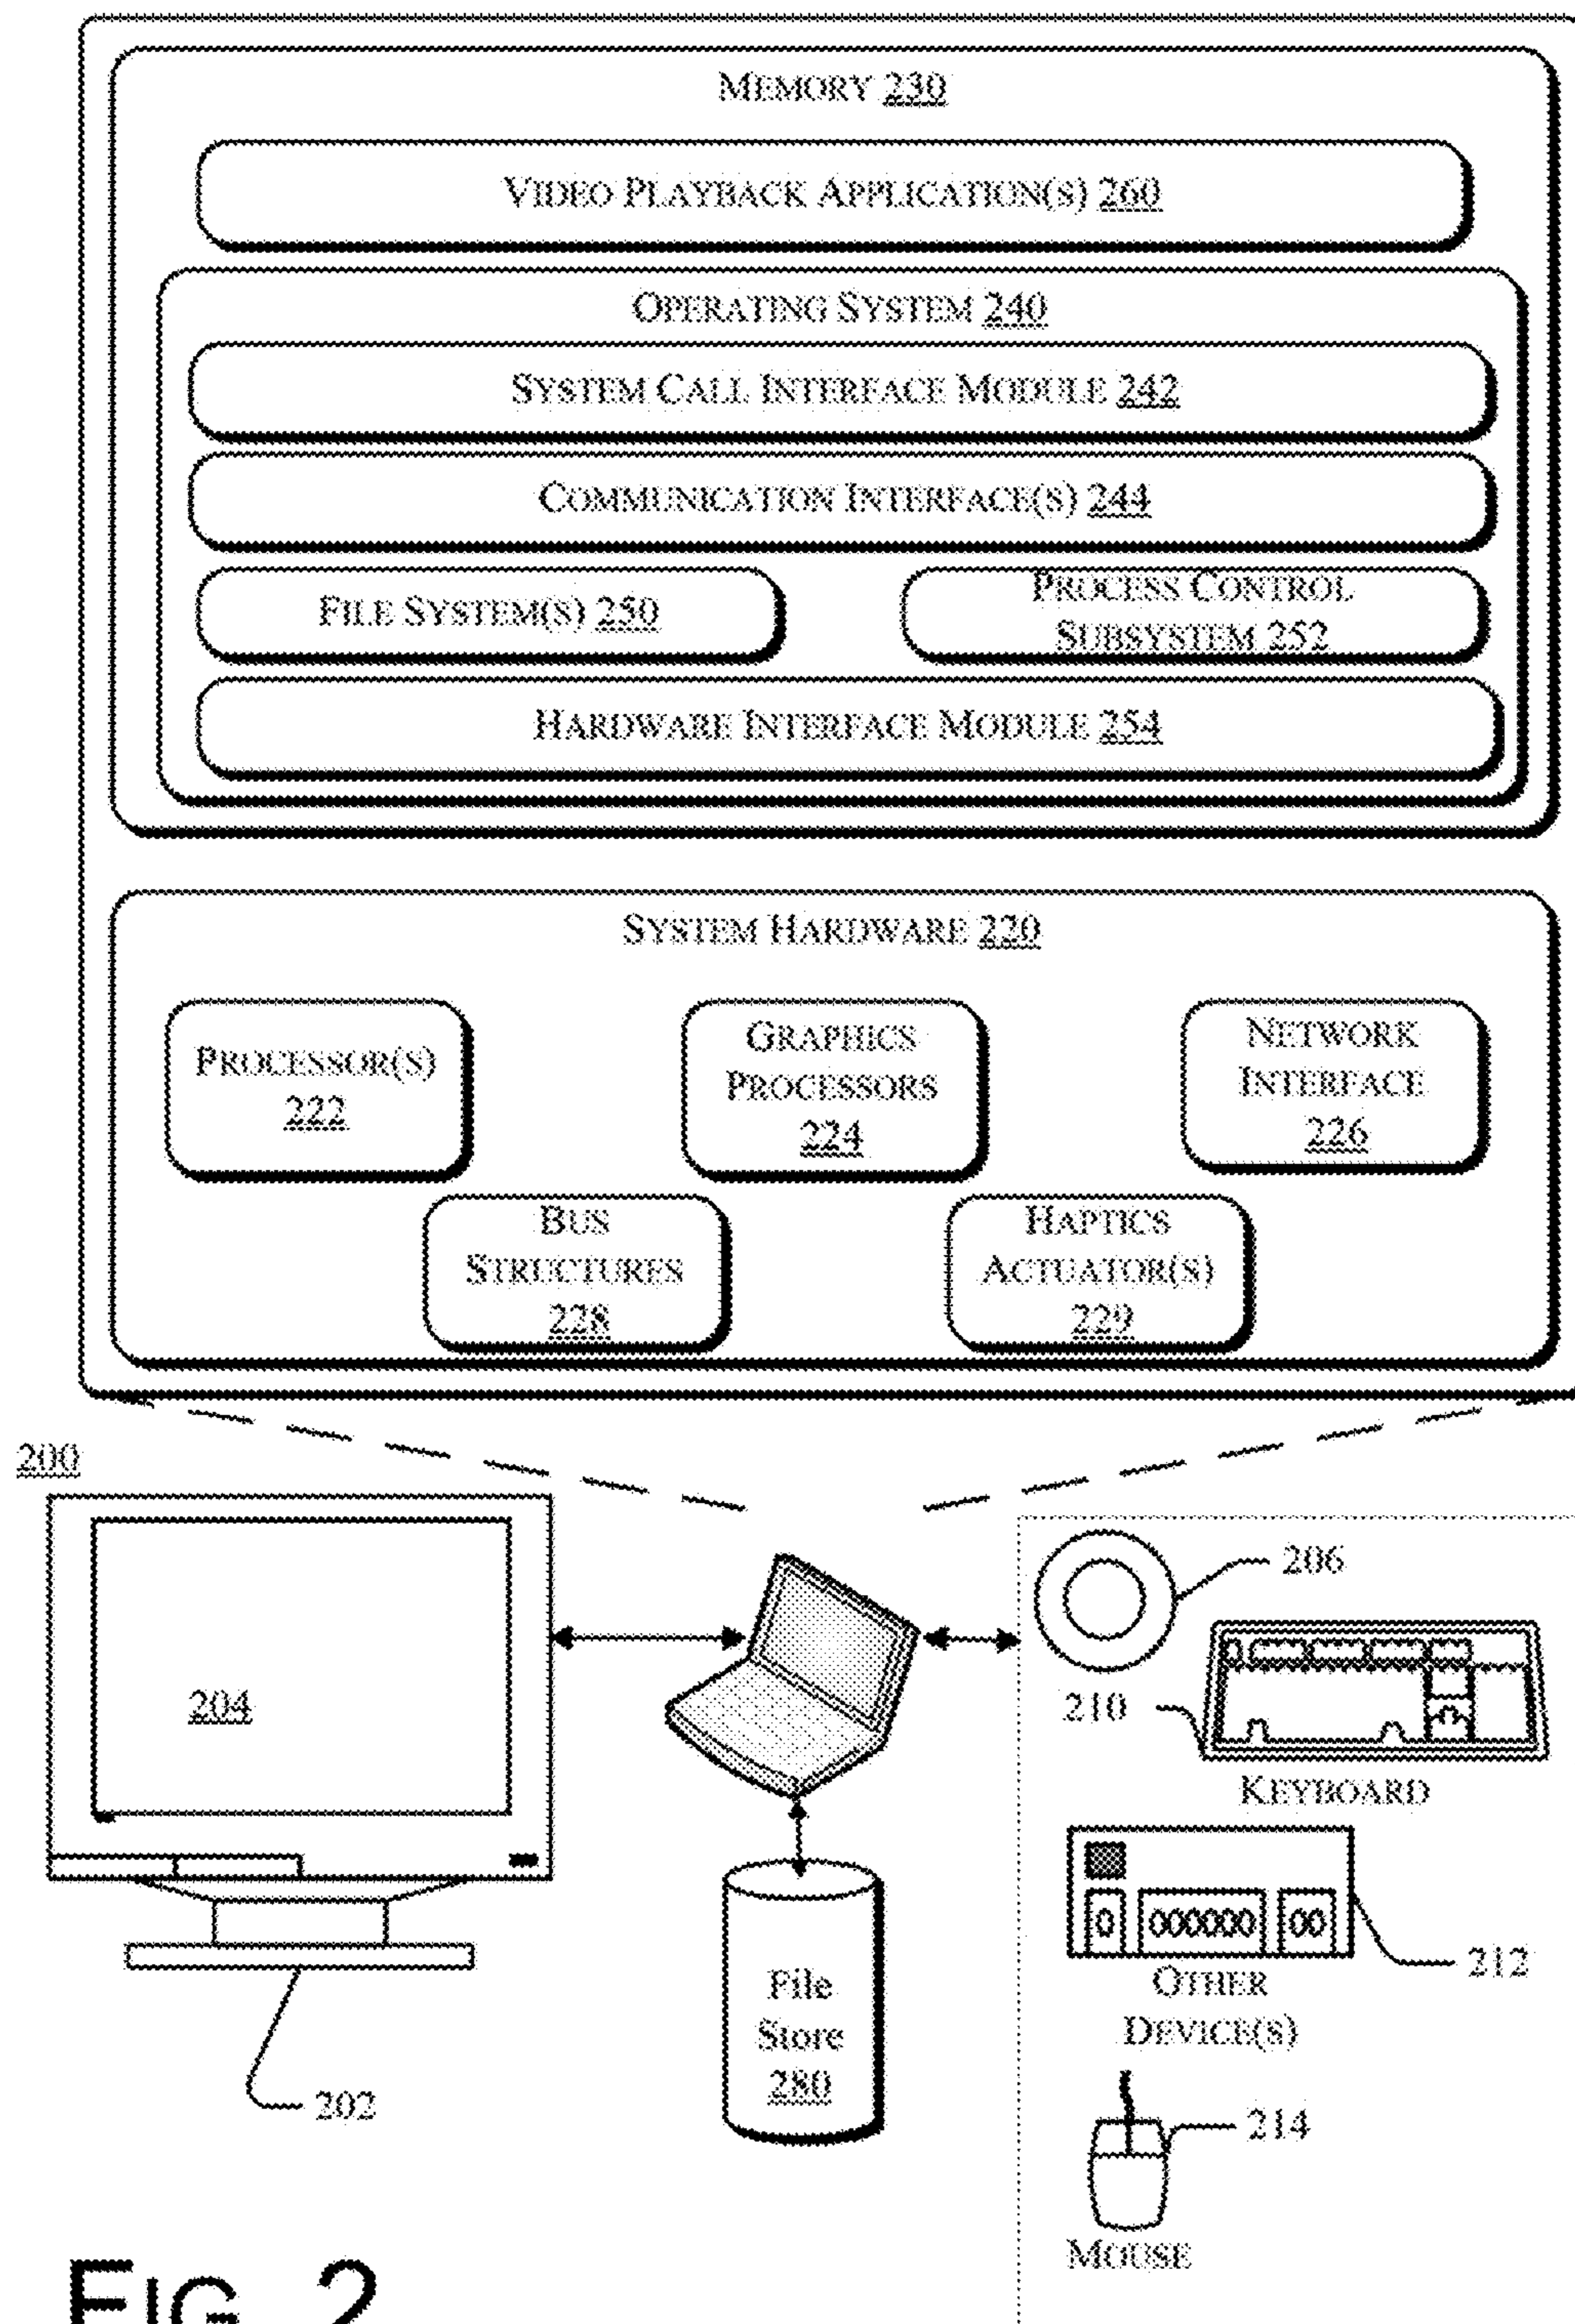 MEMORY 230
VIDEO PLAYBACK APPLICATION(S) 260
OPERATING SYSTEM 240
SYSTEM CALL INTERFACE MODULE 242
COMMUNICATION INTERFACE(S) 244
FILE SYSTEM(S) 250
PROCESS CONTROL
SUBSYSTEM 252
HARDWARE INTERFACE MODULE 254
SYSTEM HARDWARE 220
PROCESSOR(S)
222
GRAPHICS
PROCESSORS
224
NETWORK
INTERFACE
226
BUS
STRUCTURES
228
HAPTICS
ACTUATOR(S)
229
200
204
202
File
Store
280
206
210
KEYBOARD
0 000000 00
212
OTHER
DEVICE(S)
214
MOUSE
FIG. 2